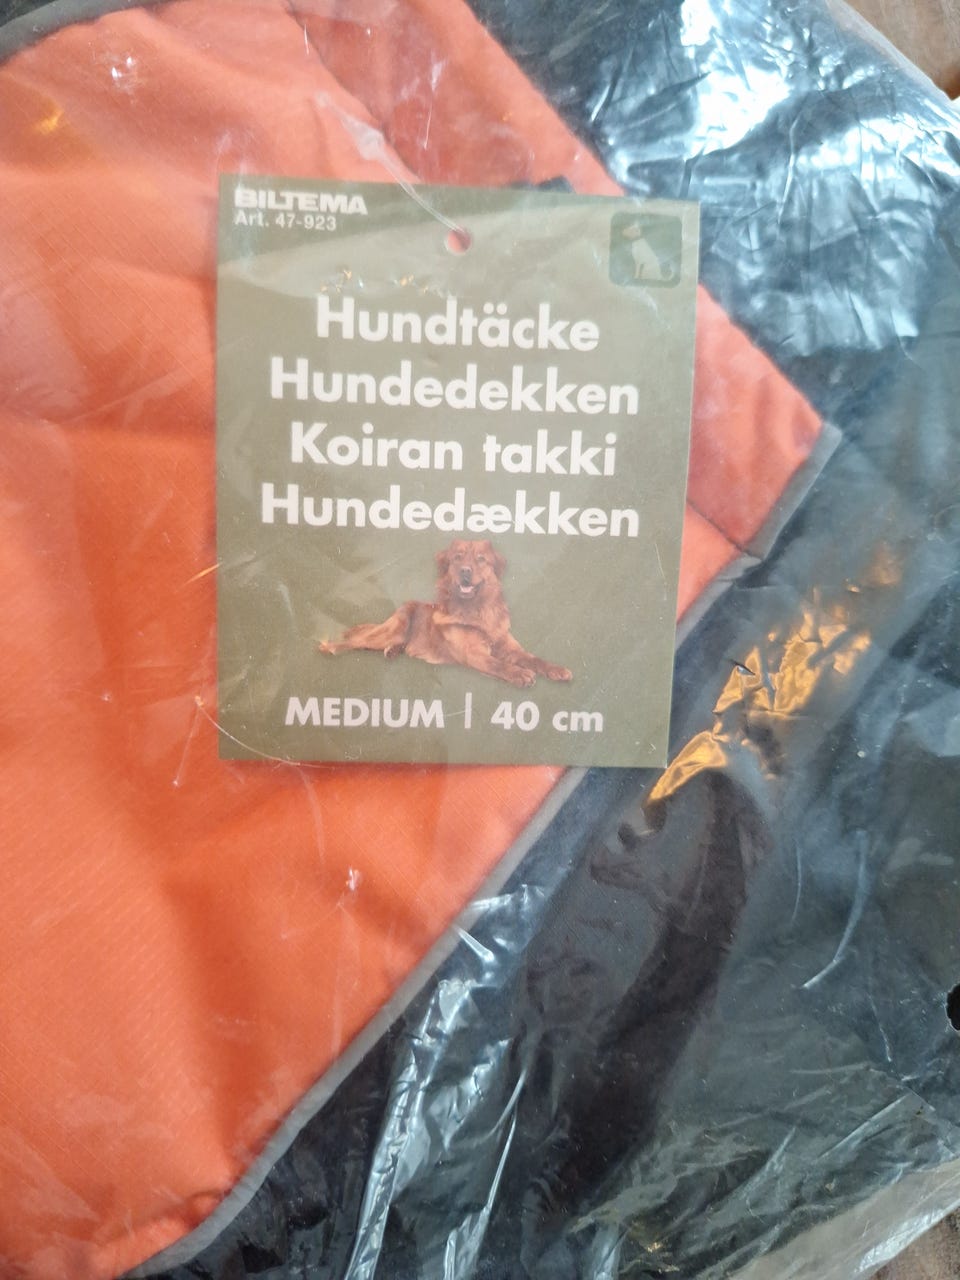 BILTEMA
Art. 47-923
Hundtäcke
Hundedekken
Koiran takki
Hundedækken
MEDIUM | 40 cm